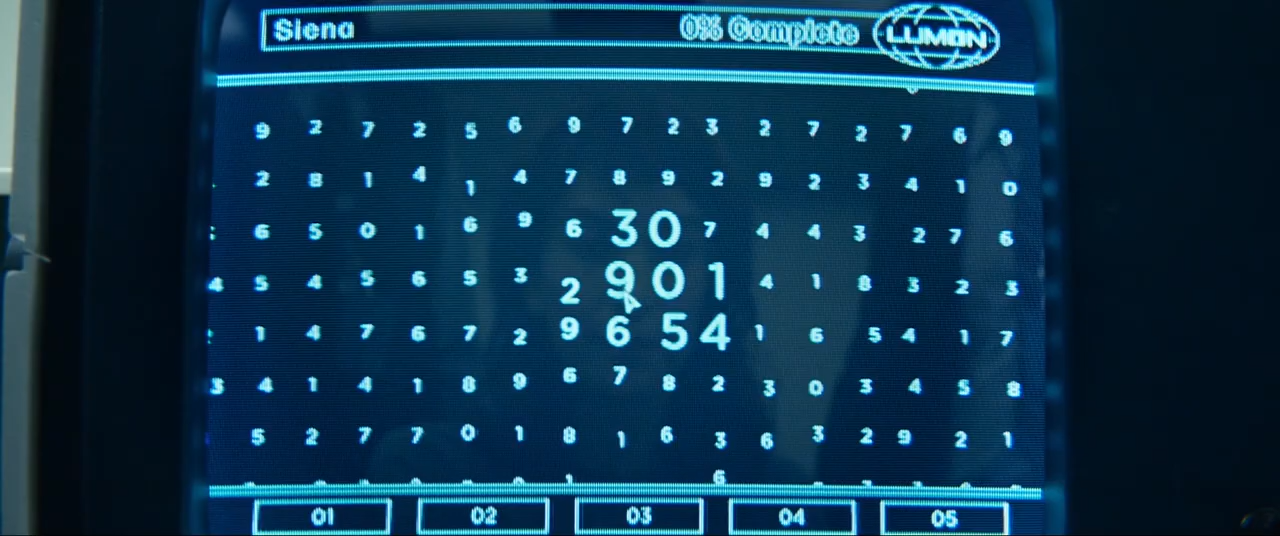 Siena 0% Complete LUMON
9 2 7 2 5 6 9 7 2 3 2 7 2 7 6 9
2 8 1 4 1 4 7 8 9 2 9 2 3 4 1 0
6 5 0 1 6 9 6 3 0 7 4 4 3 2 7 6
4 5 4 5 6 5 3 2 9 0 1 4 1 8 3 2 3
1 4 7 6 7 2 9 6 5 4 1 6 5 4 1 7
3 4 1 4 1 8 9 6 7 8 2 3 0 3 4 5 8
5 2 7 7 0 1 8 1 6 3 6 3 2 9 2 1
6
01 02 03 04 05